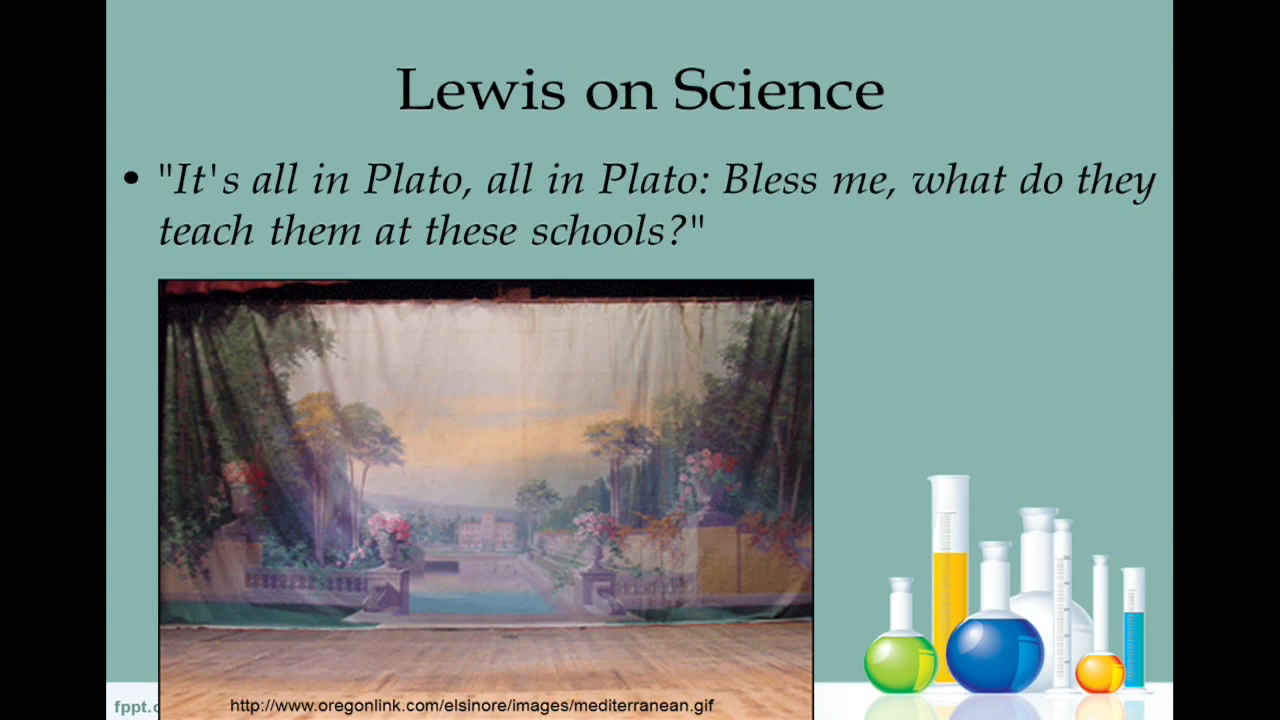 Lewis on Science
• "It's all in Plato, all in Plato: Bless me, what do they
teach them at these schools?"
http://www.oregonlink.com/elsinore/images/mediterranean.gif
fppt.c